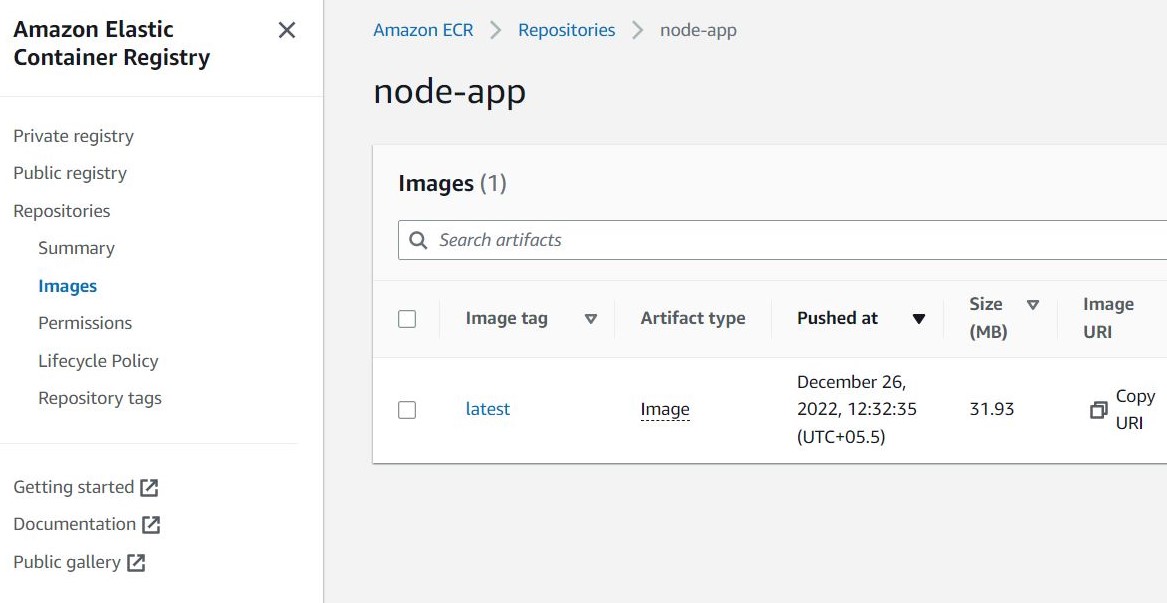 Amazon Elastic
Container Registry
Private registry
Public registry
Repositories
Summary
Images
Permissions
Lifecycle Policy
Repository tags
Getting started
Documentation
Public gallery
Amazon ECR
Repositories
node-app
node-app
Images (1)
Search artifacts
Image tag
Artifact type
Pushed at
Size
(MB)
Image
URI
latest
Image
December 26,
2022, 12:32:35
(UTC+05.5)
31.93
Copy
URI